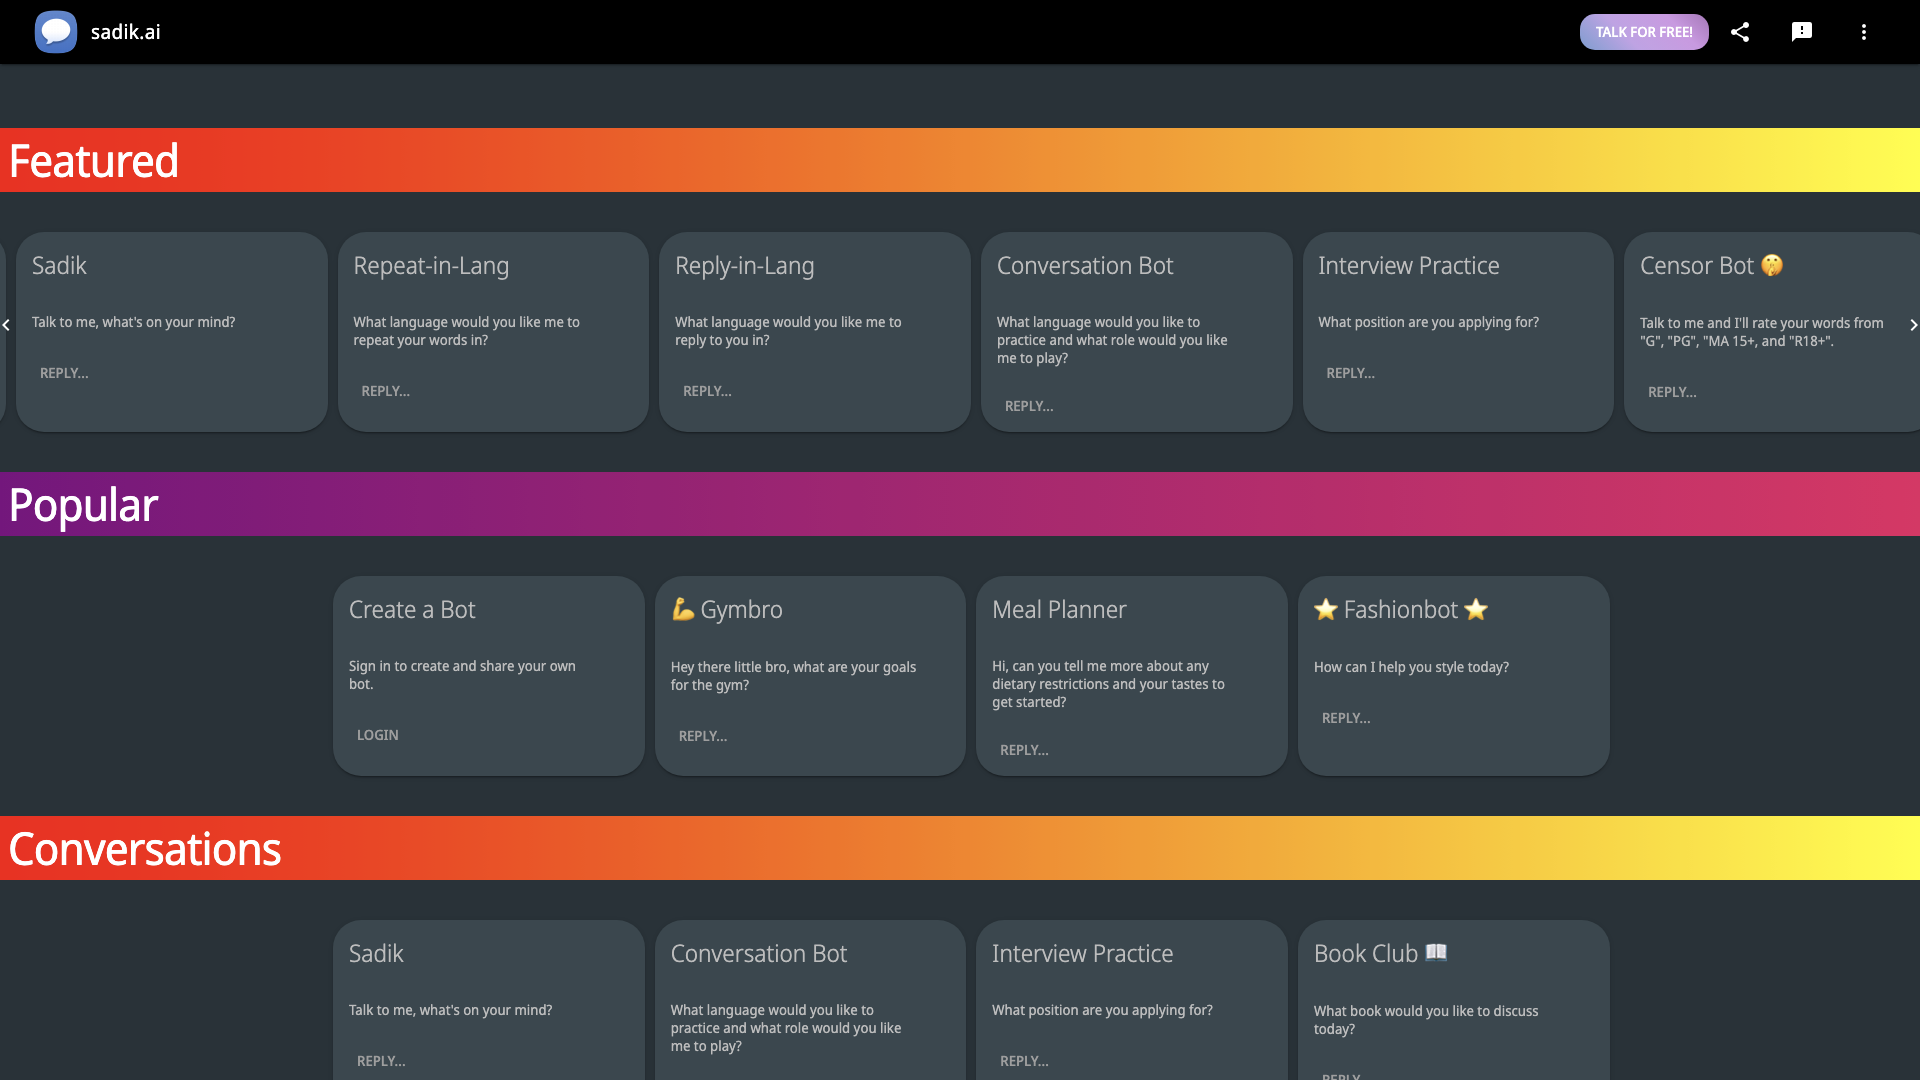 sadik.ai
TALK FOR FREE!
Featured
Sadik
Talk to me, what's on your mind?
REPLY...
Repeat-in-Lang
What language would you like me to
repeat your words in?
REPLY...
Reply-in-Lang
What language would you like me to
reply to you in?
REPLY...
Conversation Bot
What language would you like to
practice and what role would you like
me to play?
REPLY...
Interview Practice
What position are you applying for?
REPLY...
Censor Bot 🤫
Talk to me and I'll rate your words from
"G", "PG", "MA 15+, and "R18+".
REPLY...
Popular
Create a Bot
Sign in to create and share your own
bot.
LOGIN
💪 Gymbro
Hey there little bro, what are your goals
for the gym?
REPLY...
Meal Planner
Hi, can you tell me more about any
dietary restrictions and your tastes to
get started?
REPLY...
⭐ Fashionbot ⭐
How can I help you style today?
REPLY...
Conversations
Sadik
Talk to me, what's on your mind?
REPLY...
Conversation Bot
What language would you like to
practice and what role would you like
me to play?
Interview Practice
What position are you applying for?
REPLY...
Book Club 📖
What book would you like to discuss
today?
REPLY...